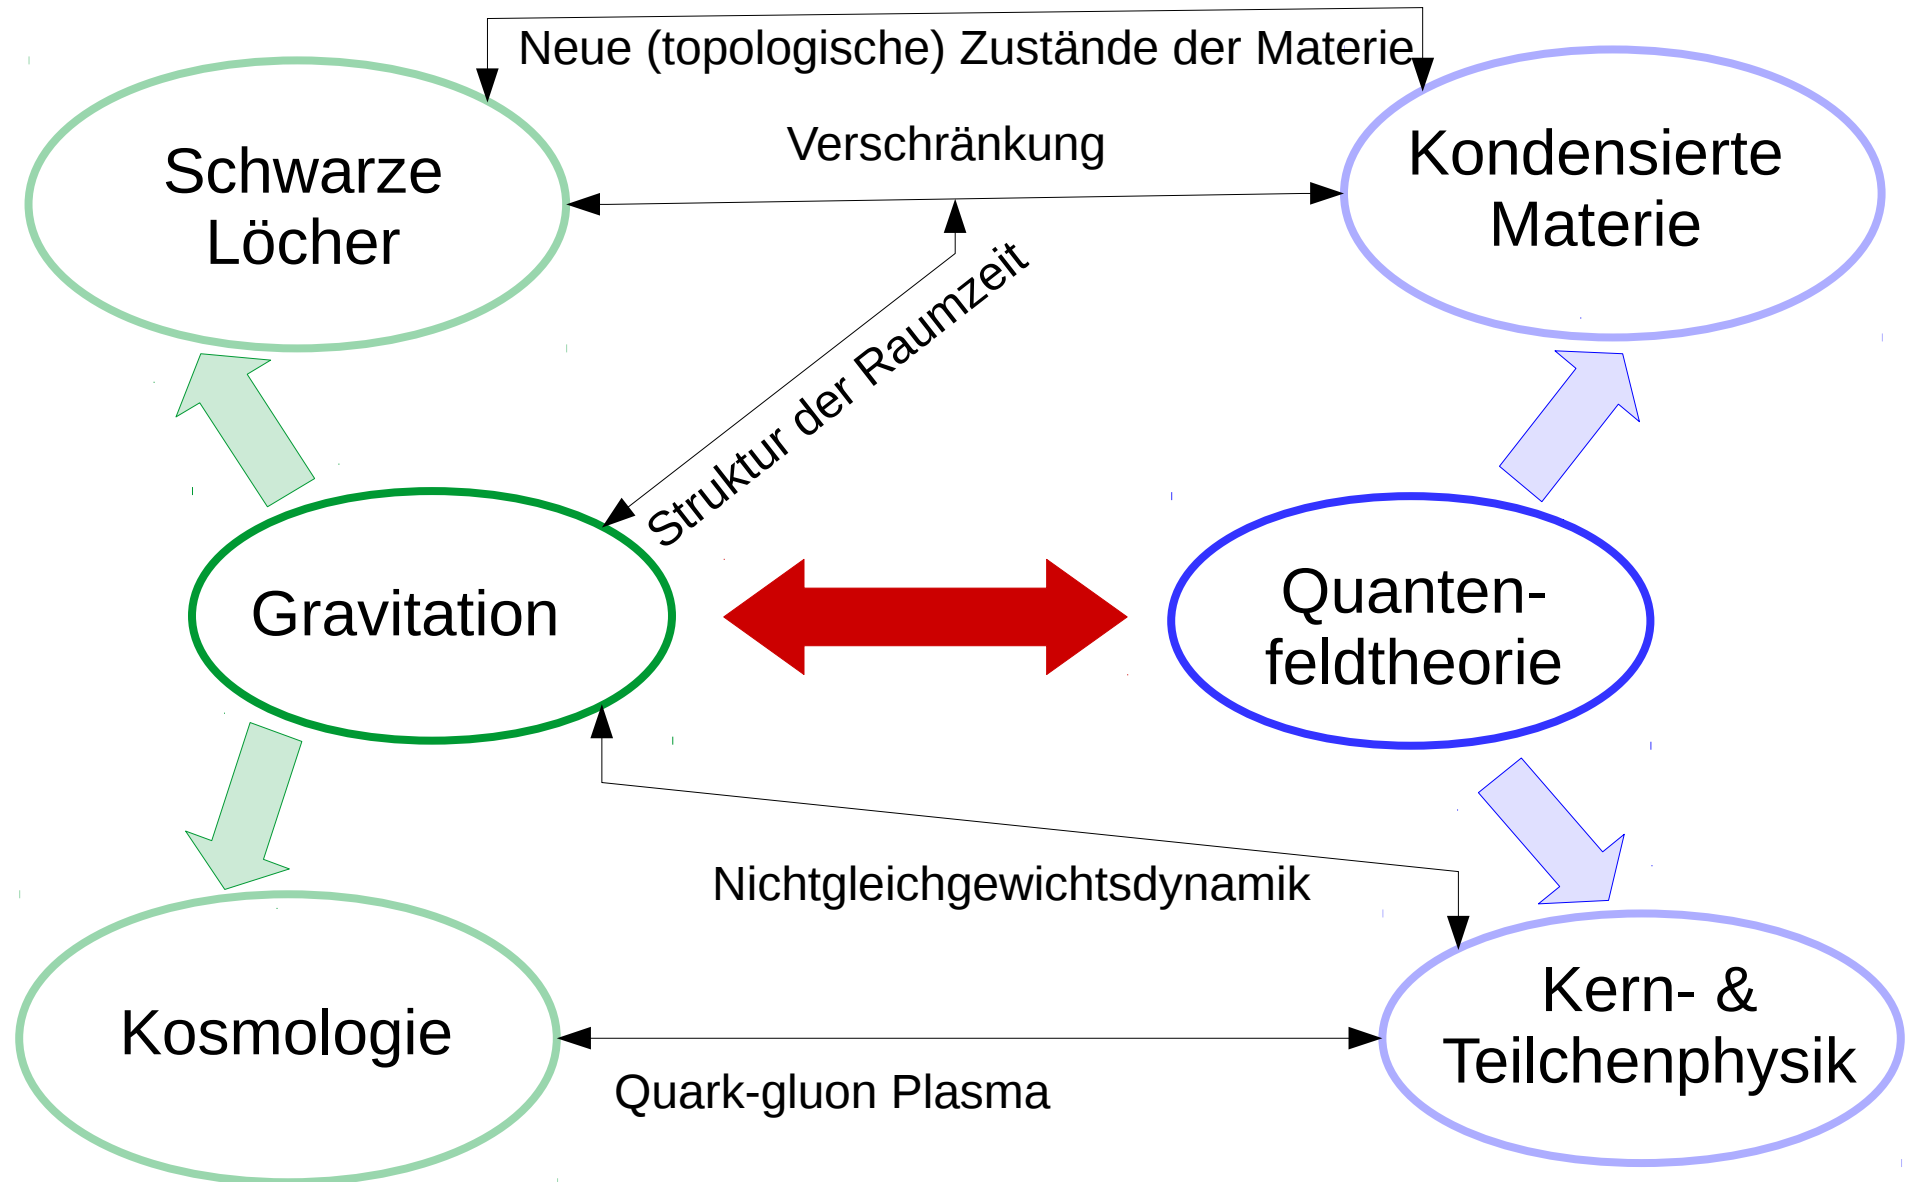 Neue (topologische) Zustände der Materie
Verschränkung
Schwarze
Löcher
Kondensierte
Materie
Struktur der Raumzeit
Gravitation
Quanten-
feldtheorie
Nichtgleichgewichtsdynamik
Kosmologie
Kern- &
Teilchenphysik
Quark-gluon Plasma